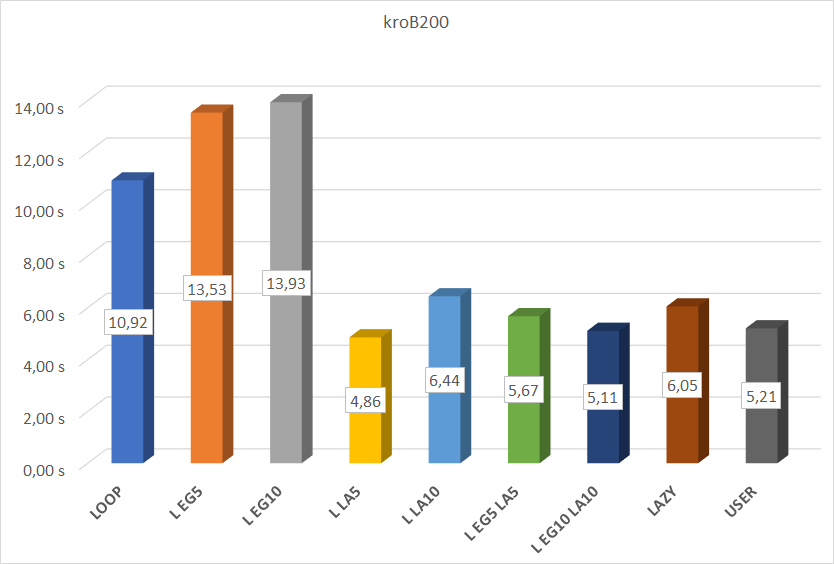 kroB200
14,00 s
12,00 s
10,00 s
8,00 s
6,00 s
4,00 s
2,00 s
0,00 s
10,92
13,53
13,93
4,86
6,44
5,67
5,11
6,05
5,21
LOOP
L EG5
L EG10
L LA5
L LA10
L EG5 LA5
L EG10 LA10
LAZY
USER